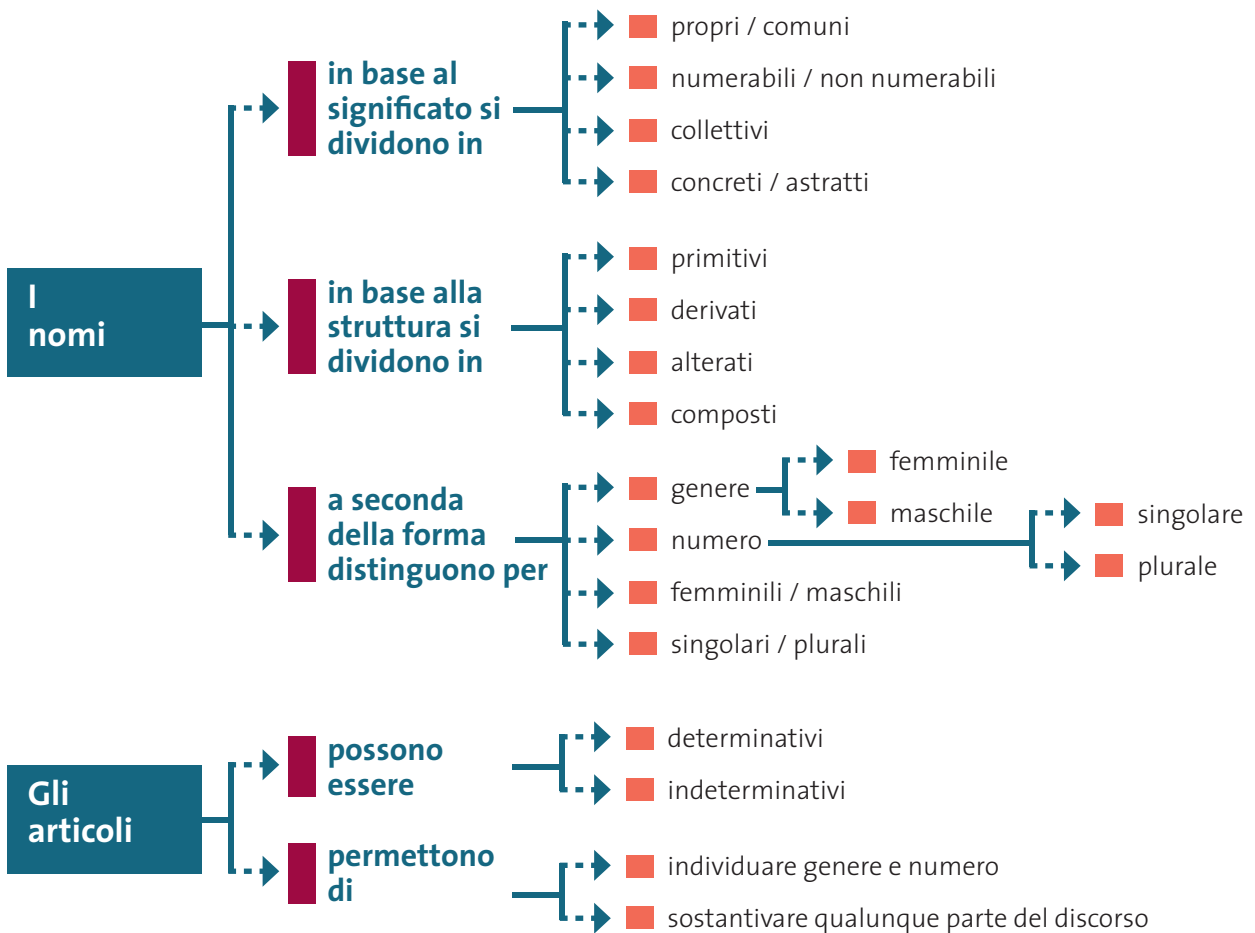 I
nomi
in base al
significato si
dividono in
propri / comuni
numerabili / non numerabili
collettivi
concreti / astratti
in base alla
struttura si
dividono in
primitivi
derivati
alterati
composti
a seconda
della forma
distinguono per
genere
femminile
maschile
numero
singolare
plurale
femminili / maschili
singolari / plurali
Gli
articoli
possono
essere
determinativi
indeterminativi
permettono
di
individuare genere e numero
sostantivare qualunque parte del discorso